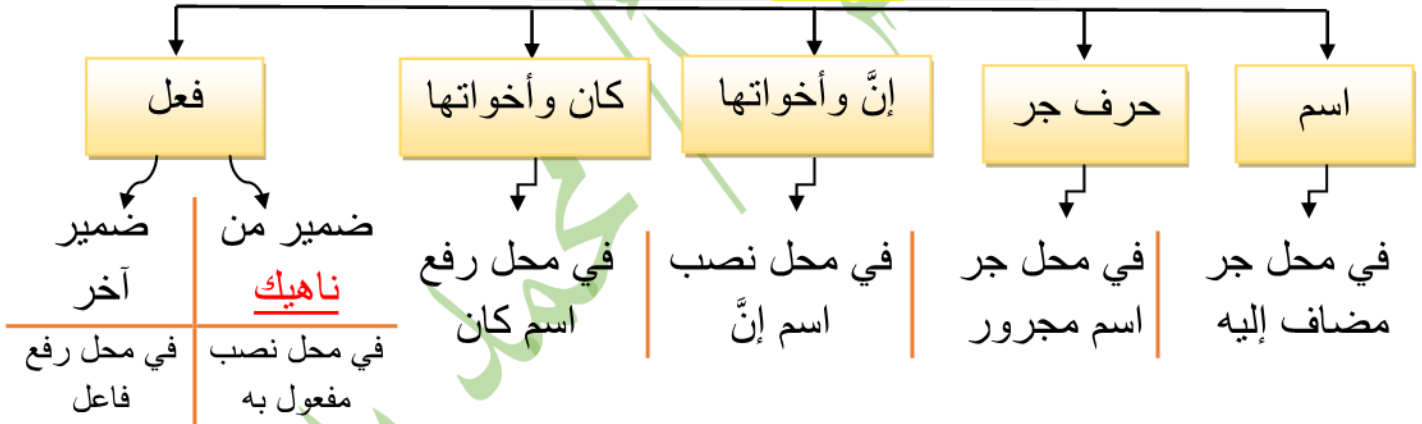 اسم
حرف جر
إنَّ وأخواتها
كان وأخواتها
فعل
في محل جر
مضاف إليه
في محل جر
اسم مجرور
في محل نصب
اسم إنَّ
في محل رفع
اسم كان
ضمير من
ناهيك
ضمير
آخر
في محل نصب
مفعول به
في محل رفع
فاعل
محمد